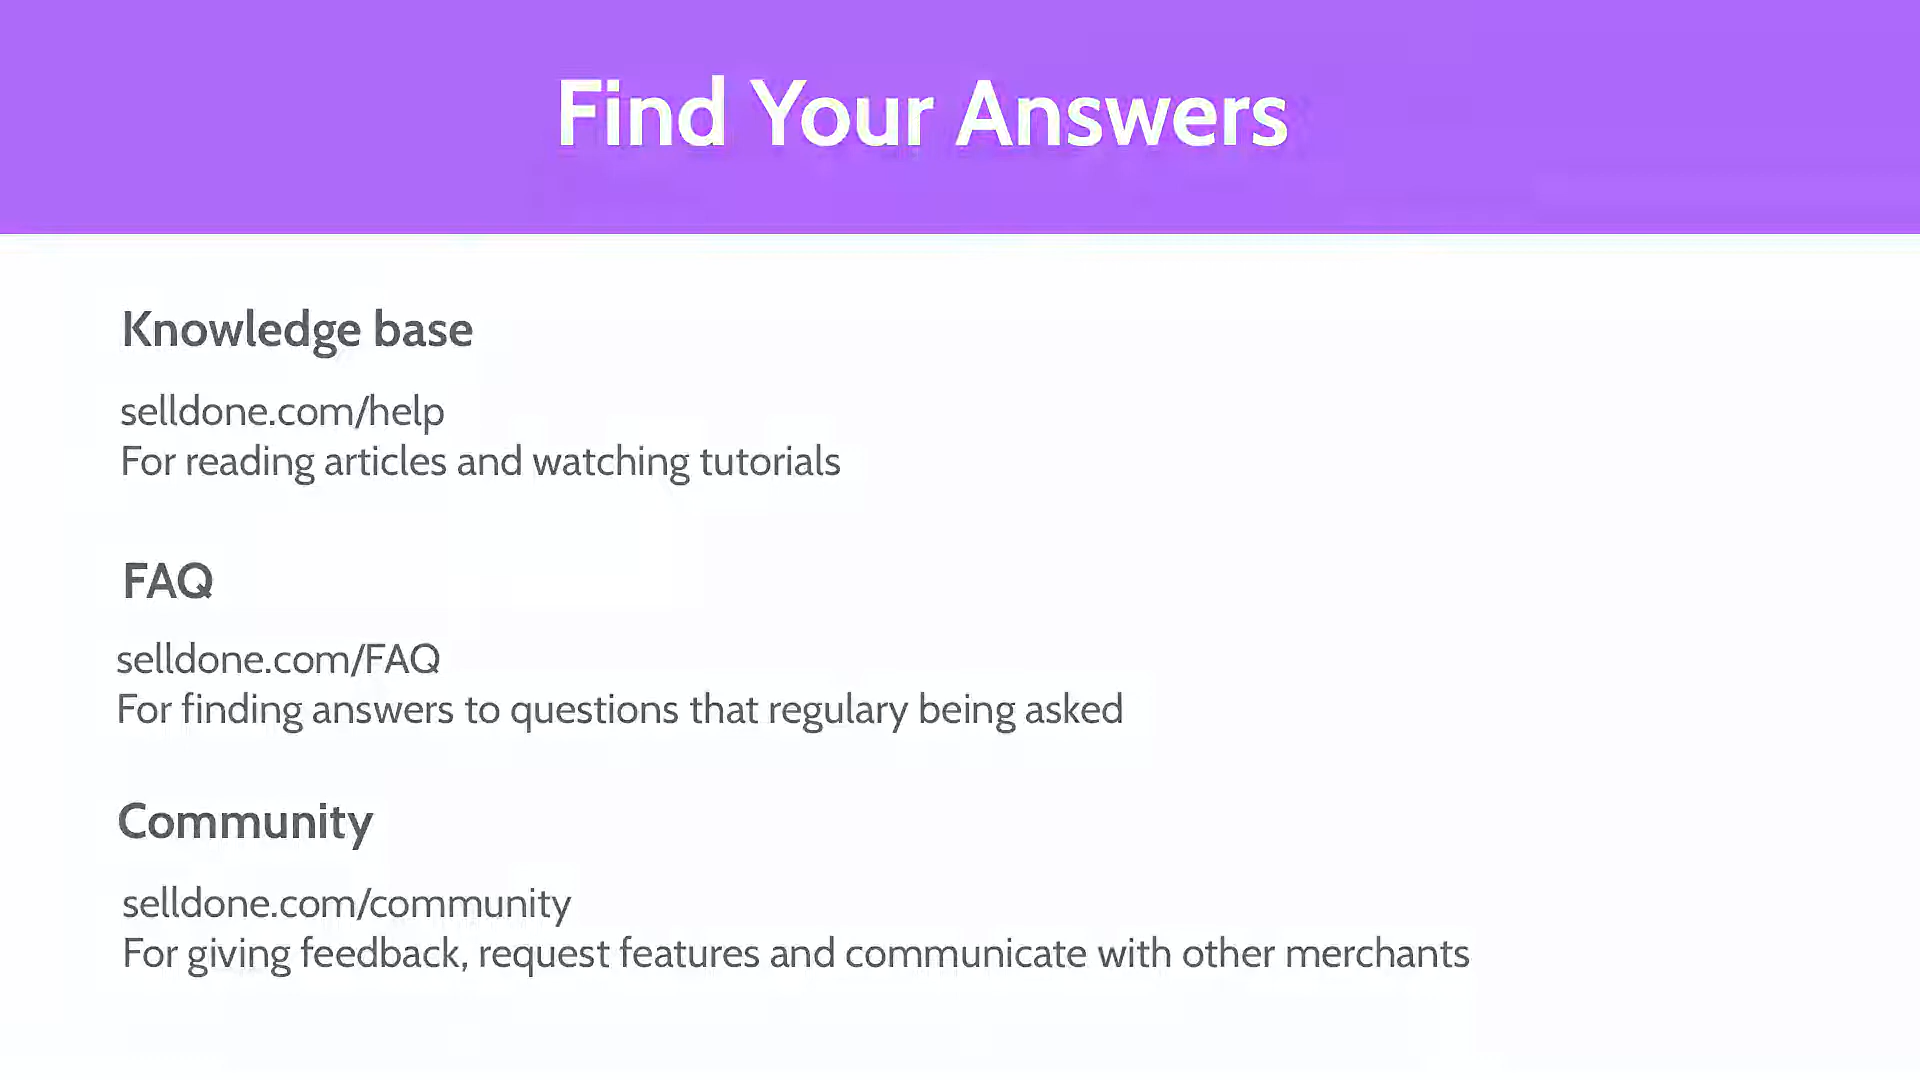 Find Your Answers
Knowledge base
selldone.com/help
For reading articles and watching tutorials
FAQ
selldone.com/FAQ
For finding answers to questions that regulary being asked
Community
selldone.com/community
For giving feedback, request features and communicate with other merchants